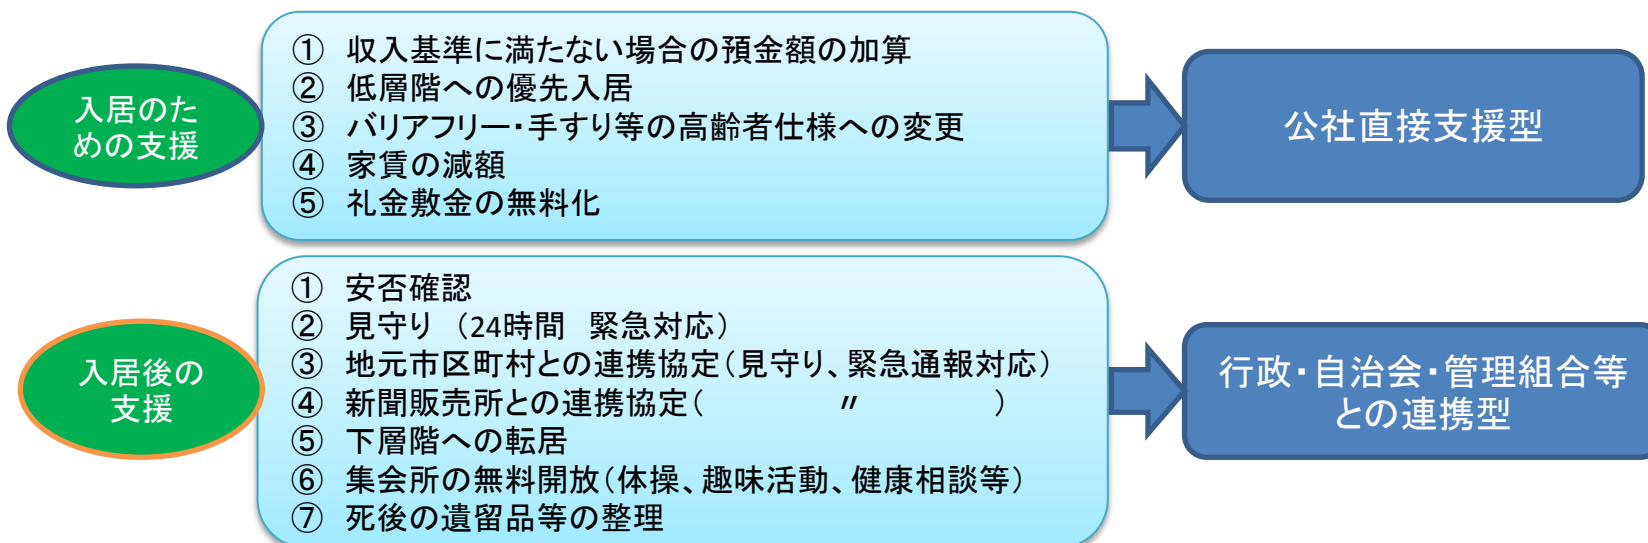 入居のた
めの支援
① 収入基準に満たない場合の預金額の加算
② 低層階への優先入居
③ バリアフリー・手すり等の高齢者仕様への変更
④ 家賃の減額
⑤ 礼金敷金の無料化
公社直接支援型
入居後の
支援
① 安否確認
② 見守り （24時間　緊急対応）
③ 地元市区町村との連携協定（見守り、緊急通報対応）
④ 新聞販売所との連携協定（　　　　〃　　　　）
⑤ 下層階への転居
⑥ 集会所の無料開放（体操、趣味活動、健康相談等）
⑦ 死後の遺留品等の整理
行政・自治会・管理組合等
との連携型